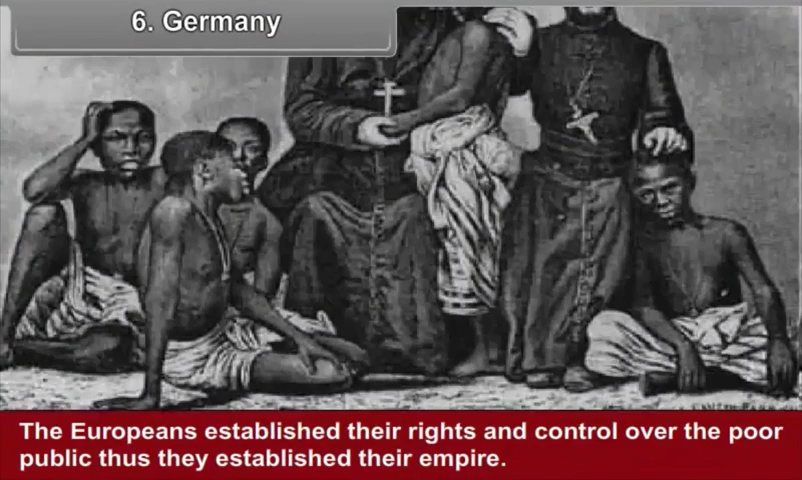 6. Germany
The Europeans established their rights and control over the poor
public thus they established their empire.